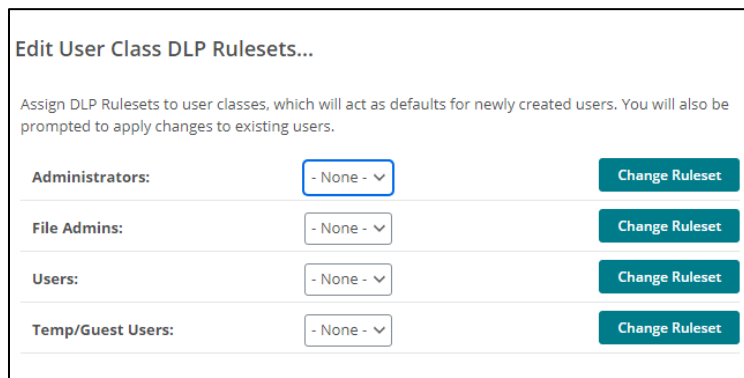 Edit User Class DLP Rulesets...
Assign DLP Rulesets to user classes, which will act as defaults for newly created users. You will also be
prompted to apply changes to existing users.
Administrators: - None - Change Ruleset
File Admins: - None - Change Ruleset
Users: - None - Change Ruleset
Temp/Guest Users: - None - Change Ruleset